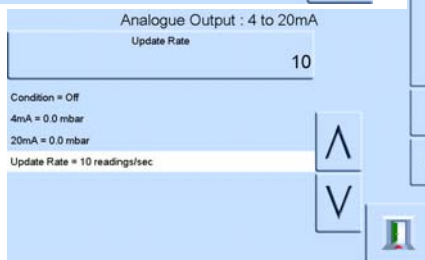 Analogue Output : 4 to 20mA
Update Rate
10
Condition = Off
4mA = 0.0 mbar
20mA = 0.0 mbar
Update Rate = 10 readings/sec